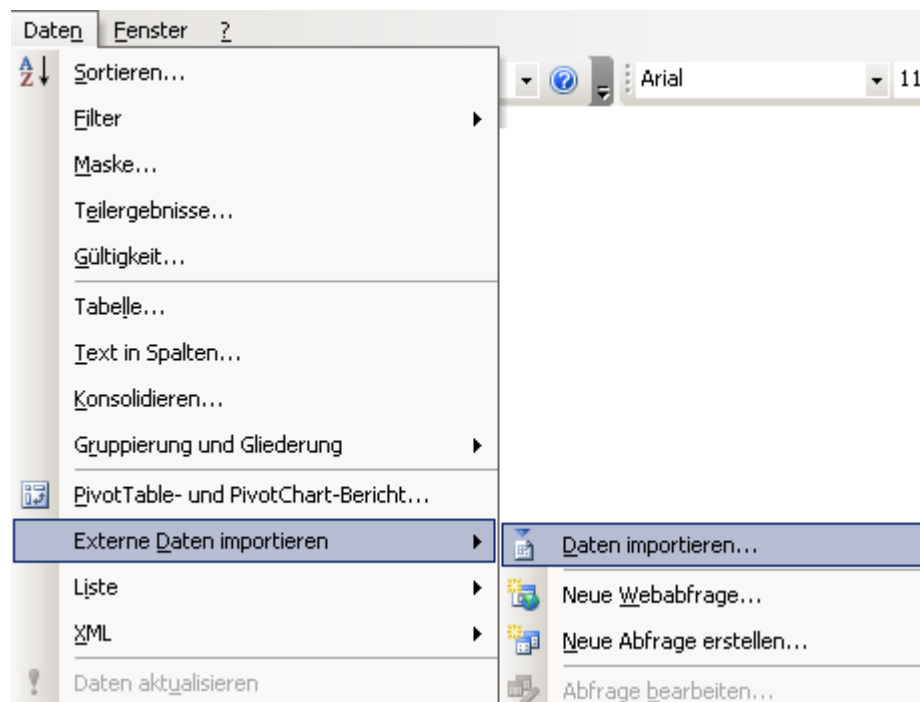 Daten Fenster ?
Sortieren...
Arial 11
Filter
Maske...
Teilergebnisse...
Gültigkeit...
Tabelle...
Text in Spalten...
Konsolidieren...
Gruppierung und Gliederung
PivotTable- und PivotChart-Bericht...
Externe Daten importieren
Liste
XML
Daten aktualisieren
Daten importieren...
Neue Webabfrage...
Neue Abfrage erstellen...
Abfrage bearbeiten...